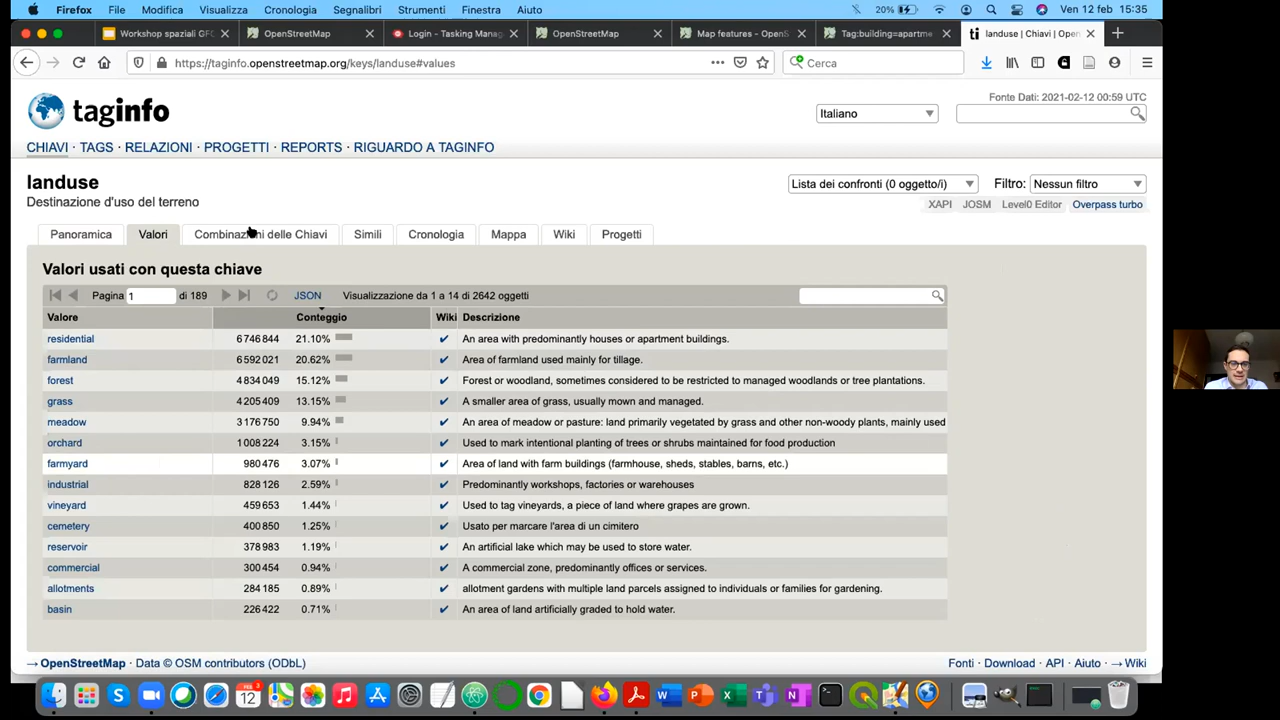 Firefox File Modifica Visualizza Cronologia Segnalibri Strumenti Finestra Aiuto 20% Ven 12 feb 15:35
Workshop spaziali GFO OpenStreetMap Login - Tasking Manag OpenStreetMap Map features - OpenS Tag:building=apartme landuse | Chiavi | Open
https://taginfo.openstreetmap.org/keys/landuse#values Cerca
Fonte Dati: 2021-02-12 00:59 UTC
taginfo Italiano
CHIAVI · TAGS · RELAZIONI · PROGETTI · REPORTS · RIGUARDO A TAGINFO
landuse Lista dei confronti (0 oggetto/i) Filtro: Nessun filtro
Destinazione d'uso del terreno XAPI JOSM Level0 Editor Overpass turbo
Panoramica Valori Combinazioni delle Chiavi Simili Cronologia Mappa Wiki Progetti
Valori usati con questa chiave
Pagina 1 di 189 JSON Visualizzazione da 1 a 14 di 2642 oggetti
Valore Conteggio Wiki Descrizione
residential 6 746 844 21.10% ✔ An area with predominantly houses or apartment buildings.
farmland 6 592 021 20.62% ✔ Area of farmland used mainly for tillage.
forest 4 834 049 15.12% ✔ Forest or woodland, sometimes considered to be restricted to managed woodlands or tree plantations.
grass 4 205 409 13.15% ✔ A smaller area of grass, usually mown and managed.
meadow 3 176 750 9.94% ✔ An area of meadow or pasture: land primarily vegetated by grass and other non-woody plants, mainly used
orchard 1 008 224 3.15% ✔ Used to mark intentional planting of trees or shrubs maintained for food production
farmyard 980 476 3.07% ✔ Area of land with farm buildings (farmhouse, sheds, stables, barns, etc.)
industrial 828 126 2.59% ✔ Predominantly workshops, factories or warehouses
vineyard 459 653 1.44% ✔ Used to tag vineyards, a piece of land where grapes are grown.
cemetery 400 850 1.25% ✔ Usato per marcare l'area di un cimitero
reservoir 378 983 1.19% ✔ An artificial lake which may be used to store water.
commercial 300 454 0.94% ✔ A commercial zone, predominantly offices or services.
allotments 284 185 0.89% ✔ allotment gardens with multiple land parcels assigned to individuals or families for gardening.
basin 226 422 0.71% ✔ An area of land artificially graded to hold water.
→ OpenStreetMap · Data © OSM contributors (ODbL) Fonti · Download · API · Aiuto · → Wiki